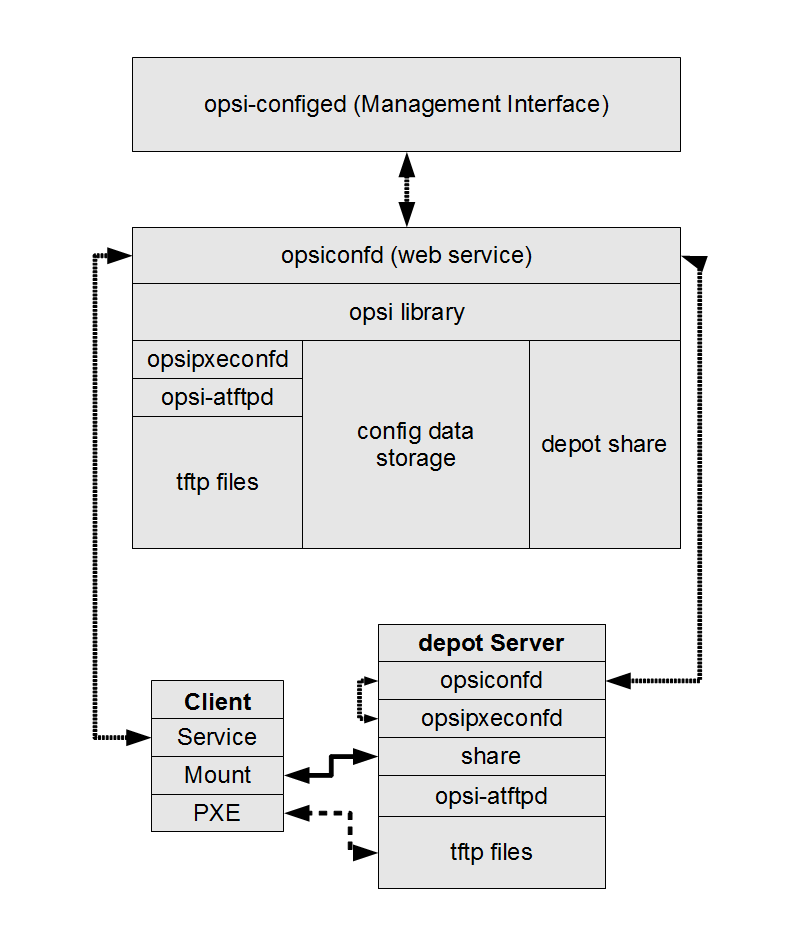 opsi-configed (Management Interface)
opsiconfd (web service)
opsi library
opsipxeconfd
opsi-atftpd
tftp files
config data
storage
depot share
Client
Service
Mount
PXE
depot Server
opsiconfd
opsipxeconfd
share
opsi-atftpd
tftp files